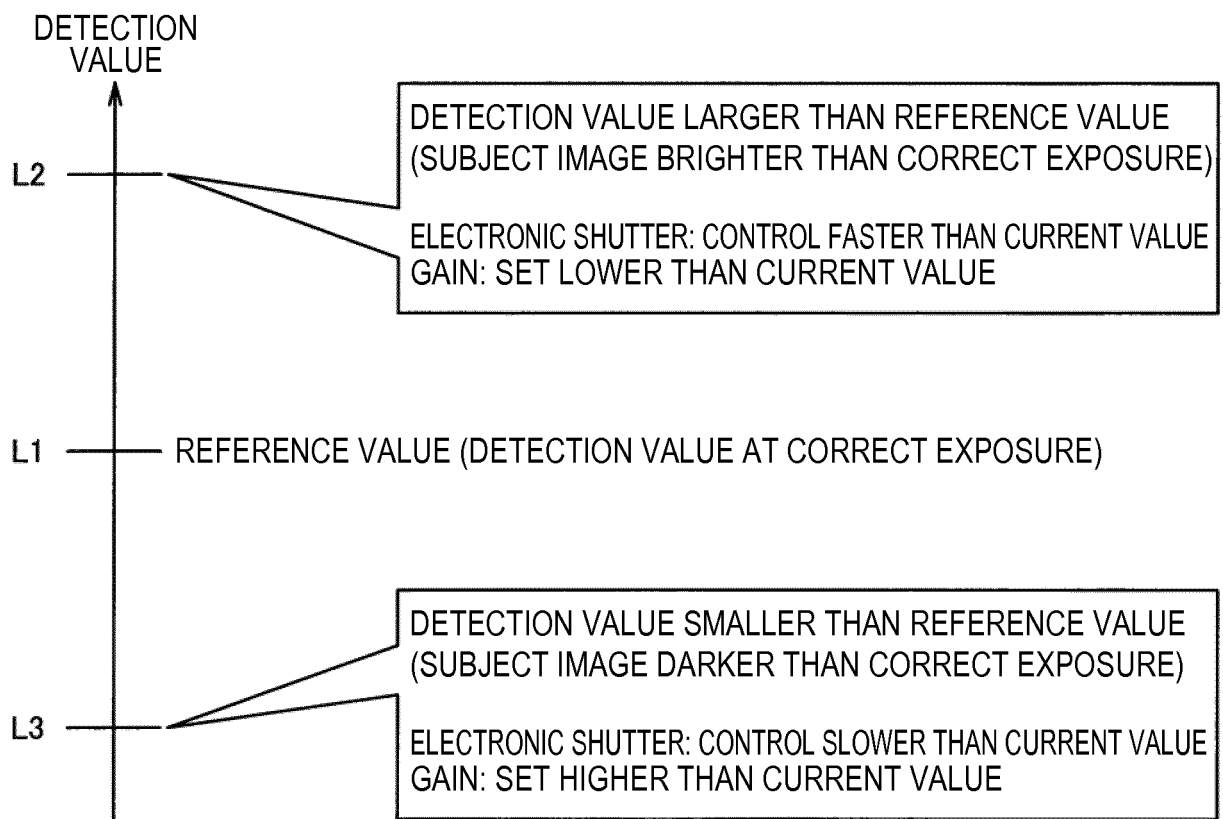 DETECTION
VALUE
L2
DETECTION VALUE LARGER THAN REFERENCE VALUE
(SUBJECT IMAGE BRIGHTER THAN CORRECT EXPOSURE)
ELECTRONIC SHUTTER: CONTROL FASTER THAN CURRENT VALUE
GAIN: SET LOWER THAN CURRENT VALUE
L1
REFERENCE VALUE (DETECTION VALUE AT CORRECT EXPOSURE)
L3
DETECTION VALUE SMALLER THAN REFERENCE VALUE
(SUBJECT IMAGE DARKER THAN CORRECT EXPOSURE)
ELECTRONIC SHUTTER: CONTROL SLOWER THAN CURRENT VALUE
GAIN: SET HIGHER THAN CURRENT VALUE